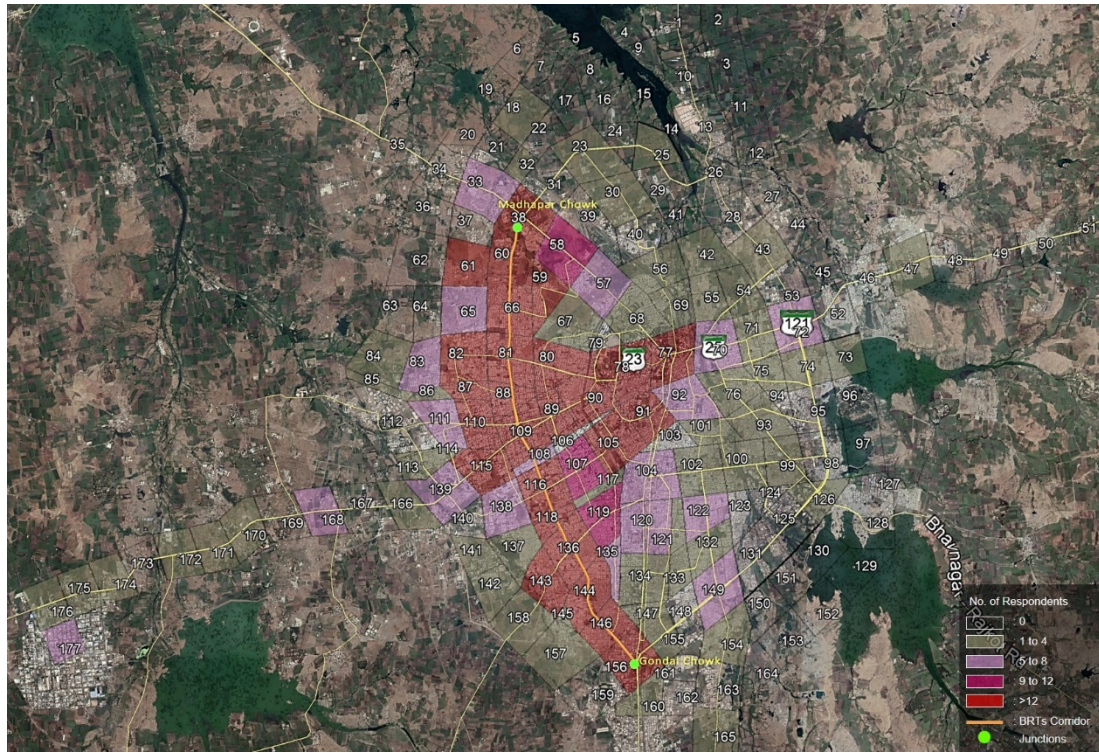 1 2
4
5
6 9 3
7 8 10
19 16 15 11
18 17
13
22 24 14
20
35 21 23 25 12
34 32 26
33 31 30 29 27
36 Madhapar Chowk
37 38 39 41 28 44
58 40 51
62 61 60 59 56 42 43 50
57 45 46 47 48 49
63 64 65 66 69 55 54 53
67 68 52
79 71 121
84 83 82 81 80 78 23 77 25 70 72
85 86 87 88 92 76 75 74 73
90 94 96
112 111 110 89 91 95
109 101 93
114 108 106 105 103 97
113 115 107 104 102 100 99 98
139 116 117 127
169 168 167 166 138 119 122 123 124 126
140 118 120 125 128
170 121
171 141 137 136 135 132 131 130
172 134 133 129
173 142 143 144 149 151
175 174 145 147 150
176 158 146 148 152
177 157 155 154 153
156 Gondal Chowk
161 164
159 160 162 163
165
Bhavnagar
No. of Respondents
: 0
: 1 to 4
: 5 to 8
: 9 to 12
: >12
: BRTs Corridor
: Junctions